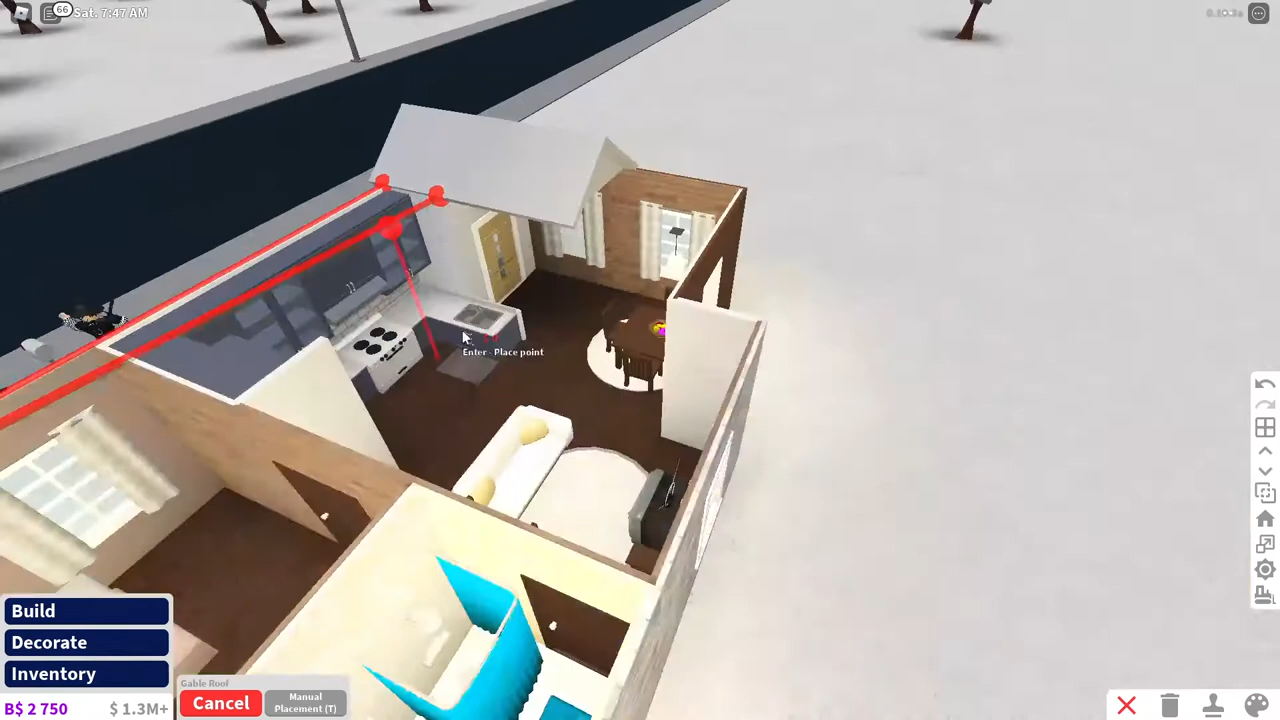 66
Sat. 7:47 AM
Enter - Place point
Build
Decorate
Inventory
B$ 2 750
$ 1.3M+
Gable Roof
Cancel
Manual
Placement (T)